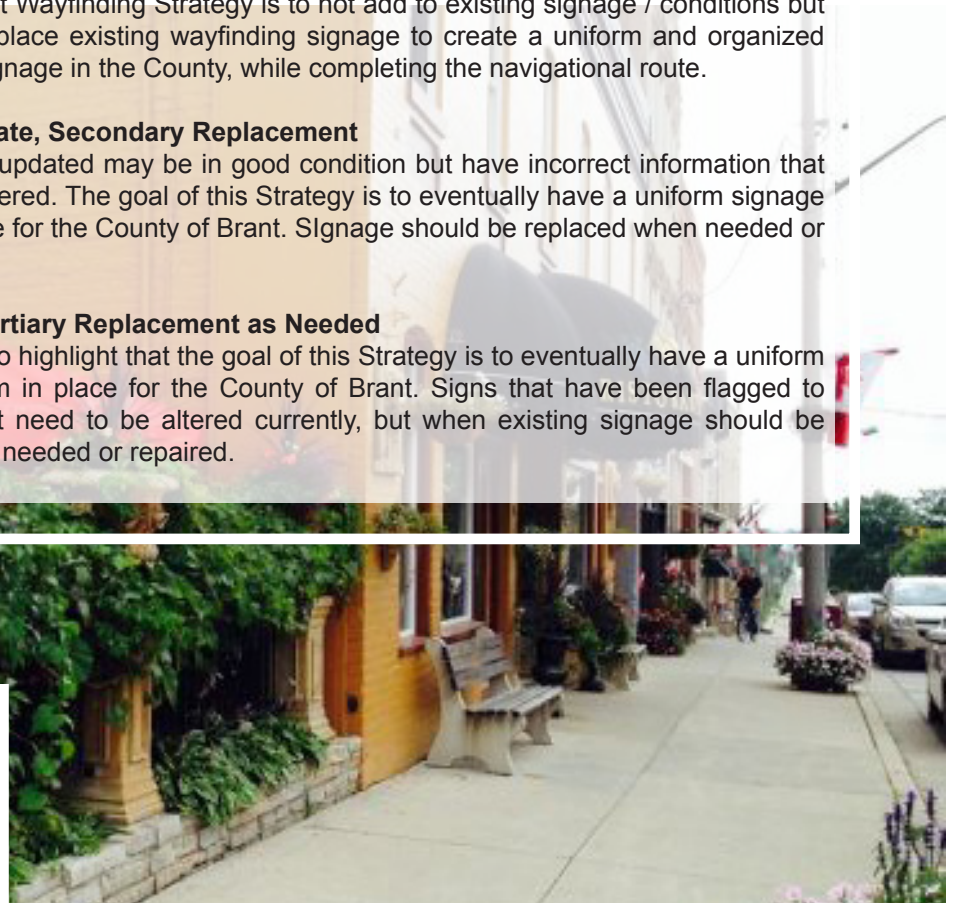 t Wayfinding Strategy is to not add to existing signage / conditions but
place existing wayfinding signage to create a uniform and organized
gnage in the County, while completing the navigational route.
ate, Secondary Replacement
updated may be in good condition but have incorrect information that
ered. The goal of this Strategy is to eventually have a uniform signage
e for the County of Brant. SIgnage should be replaced when needed or
rtiary Replacement as Needed
o highlight that the goal of this Strategy is to eventually have a uniform
m in place for the County of Brant. Signs that have been flagged to
t need to be altered currently, but when existing signage should be
needed or repaired.